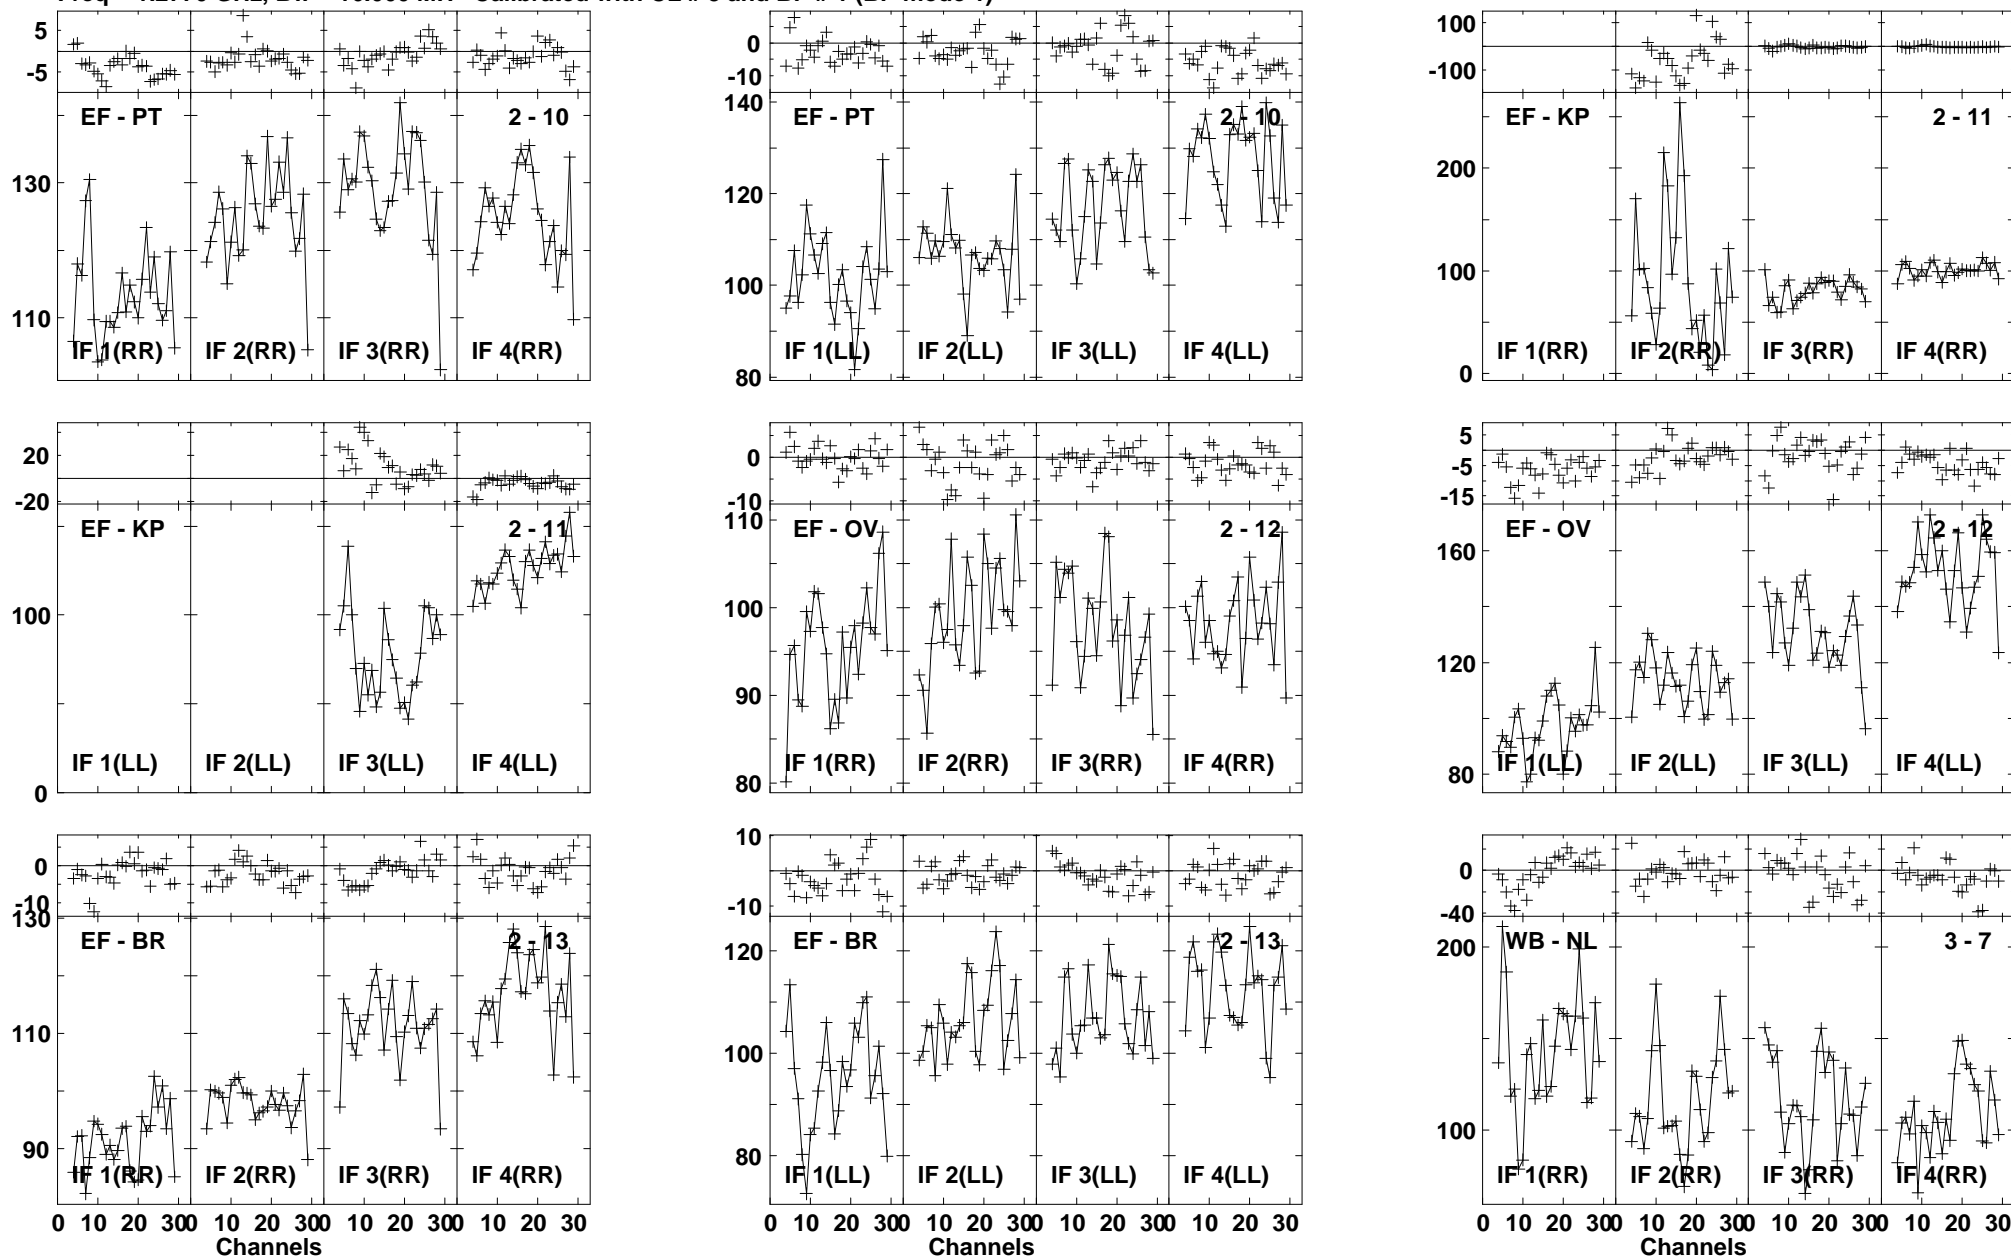 EF - PT 2 - 10
IF 1(RR) IF 2(RR) IF 3(RR) IF 4(RR)
5
-5
130
110
EF - PT 2 - 10
IF 1(LL) IF 2(LL) IF 3(LL) IF 4(LL)
0
-10
140
120
100
80
EF - KP 2 - 11
IF 1(RR) IF 2(RR) IF 3(RR) IF 4(RR)
100
-100
200
100
0
EF - KP 2 - 11
IF 1(LL) IF 2(LL) IF 3(LL) IF 4(LL)
20
-20
100
0
EF - OV 2 - 12
IF 1(RR) IF 2(RR) IF 3(RR) IF 4(RR)
0
-10
110
100
90
80
EF - OV 2 - 12
IF 1(LL) IF 2(LL) IF 3(LL) IF 4(LL)
5
-5
-15
160
120
80
EF - BR 2 - 13
IF 1(RR) IF 2(RR) IF 3(RR) IF 4(RR)
0
-10
130
110
90
0 10 20 30 0 10 20 30 0 10 20 30 0 10 20 30
Channels
EF - BR 2 - 13
IF 1(LL) IF 2(LL) IF 3(LL) IF 4(LL)
10
0
-10
120
100
80
0 10 20 30 0 10 20 30 0 10 20 30 0 10 20 30
Channels
WB - NL 3 - 7
IF 1(RR) IF 2(RR) IF 3(RR) IF 4(RR)
0
-40
200
100
0 10 20 30 0 10 20 30 0 10 20 30 0 10 20 30
Channels